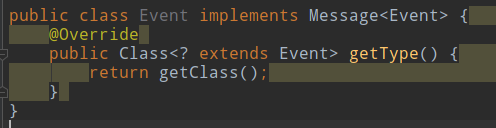 public class Event implements Message<Event> {
    @Override
    public Class<? extends Event> getType() {
        return getClass();
    }
}